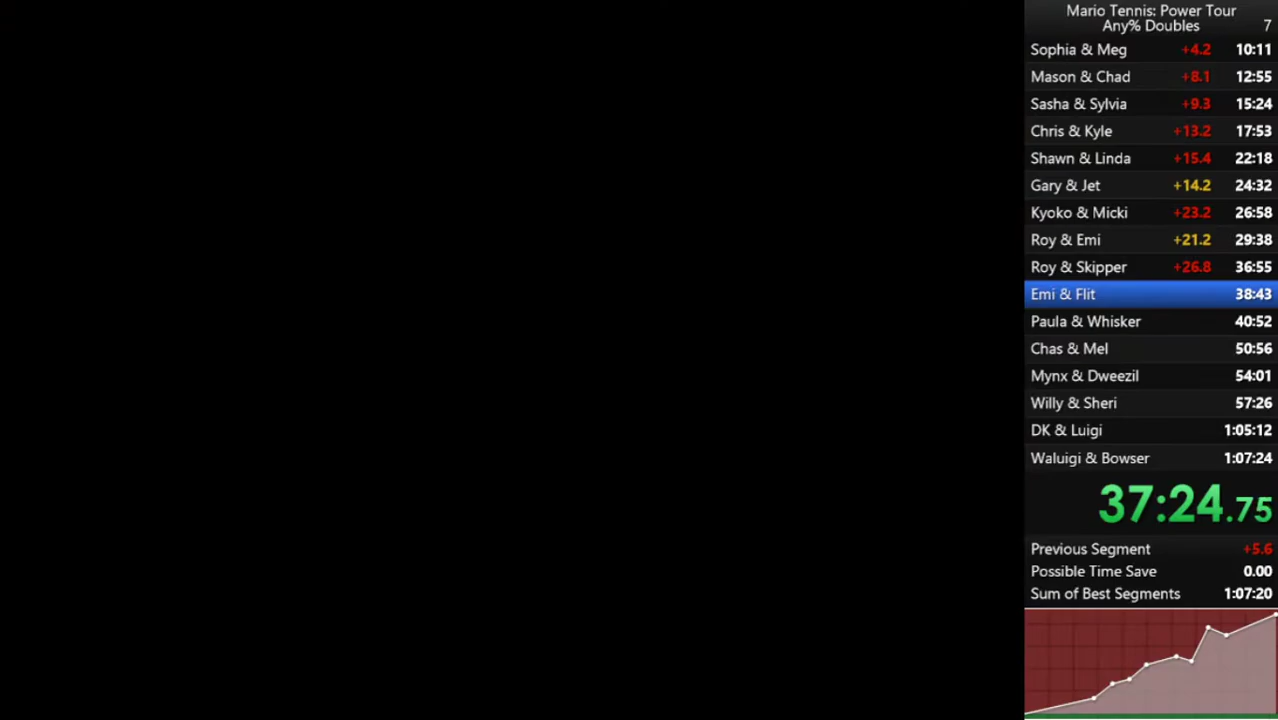 Mario Tennis: Power Tour
Any% Doubles 7
Sophia & Meg +4.2 10:11
Mason & Chad +8.1 12:55
Sasha & Sylvia +9.3 15:24
Chris & Kyle +13.2 17:53
Shawn & Linda +15.4 22:18
Gary & Jet +14.2 24:32
Kyoko & Micki +23.2 26:58
Roy & Emi +21.2 29:38
Roy & Skipper +26.8 36:55
Emi & Flit 38:43
Paula & Whisker 40:52
Chas & Mel 50:56
Mynx & Dweezil 54:01
Willy & Sheri 57:26
DK & Luigi 1:05:12
Waluigi & Bowser 1:07:24
37:24.75
Previous Segment +5.6
Possible Time Save 0.00
Sum of Best Segments 1:07:20